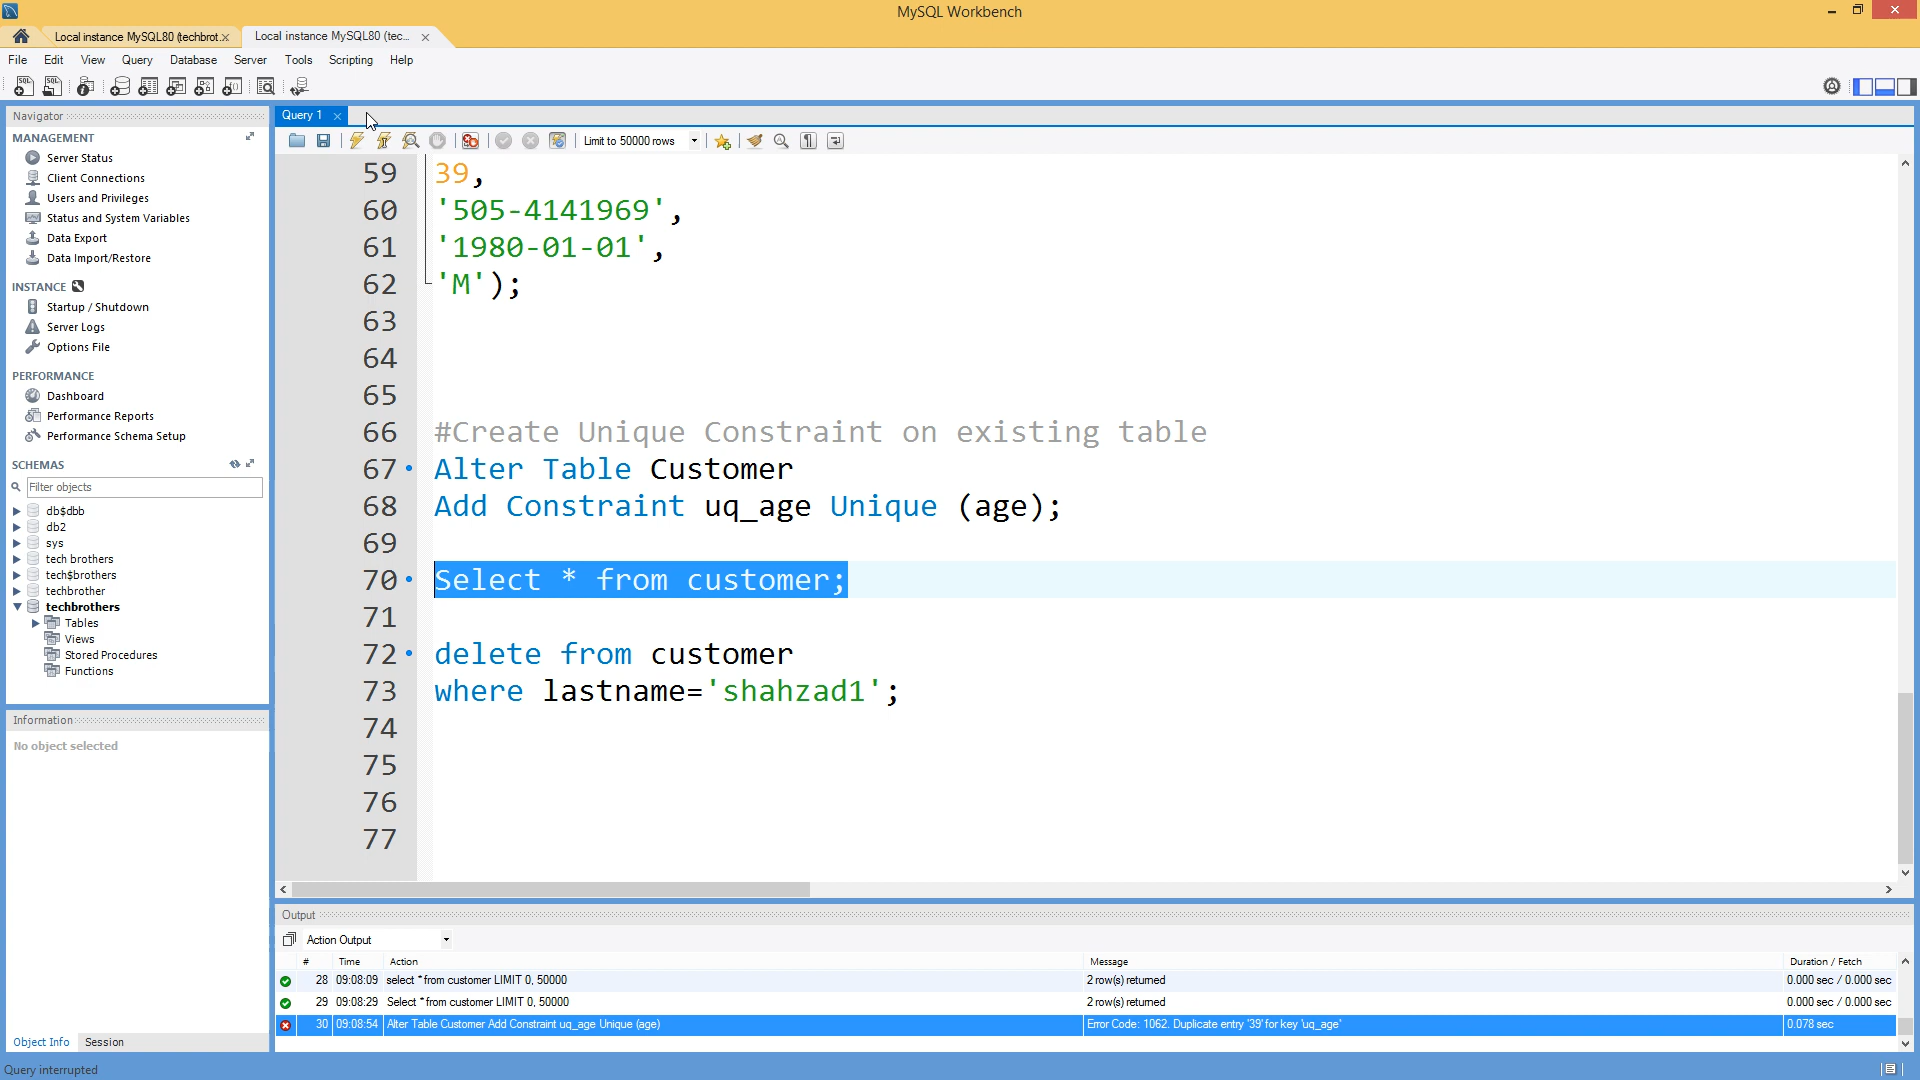 MySQL Workbench
Local instance MySQL80 (techbrot...
Local instance MySQL80 (tec...
File Edit View Query Database Server Tools Scripting Help
Navigator
MANAGEMENT
Server Status
Client Connections
Users and Privileges
Status and System Variables
Data Export
Data Import/Restore
INSTANCE
Startup / Shutdown
Server Logs
Options File
PERFORMANCE
Dashboard
Performance Reports
Performance Schema Setup
SCHEMAS
Filter objects
db$dbb
db2
sys
tech brothers
tech$brothers
techbrother
techbrothers
Tables
Views
Stored Procedures
Functions
Information
No object selected
Object Info Session
Query interrupted
Query 1
Limit to 50000 rows
59 39,
60 '505-4141969',
61 '1980-01-01',
62 'M');
63
64
65
66 #Create Unique Constraint on existing table
67 Alter Table Customer
68 Add Constraint uq_age Unique (age);
69
70 Select * from customer;
71
72 delete from customer
73 where lastname='shahzad1';
74
75
76
77
Output
Action Output
# Time Action Message Duration / Fetch
28 09:08:09 select * from customer LIMIT 0, 50000 2 row(s) returned 0.000 sec / 0.000 sec
29 09:08:29 Select * from customer LIMIT 0, 50000 2 row(s) returned 0.000 sec / 0.000 sec
30 09:08:54 Alter Table Customer Add Constraint uq_age Unique (age) Error Code: 1062. Duplicate entry '39' for key 'uq_age' 0.078 sec